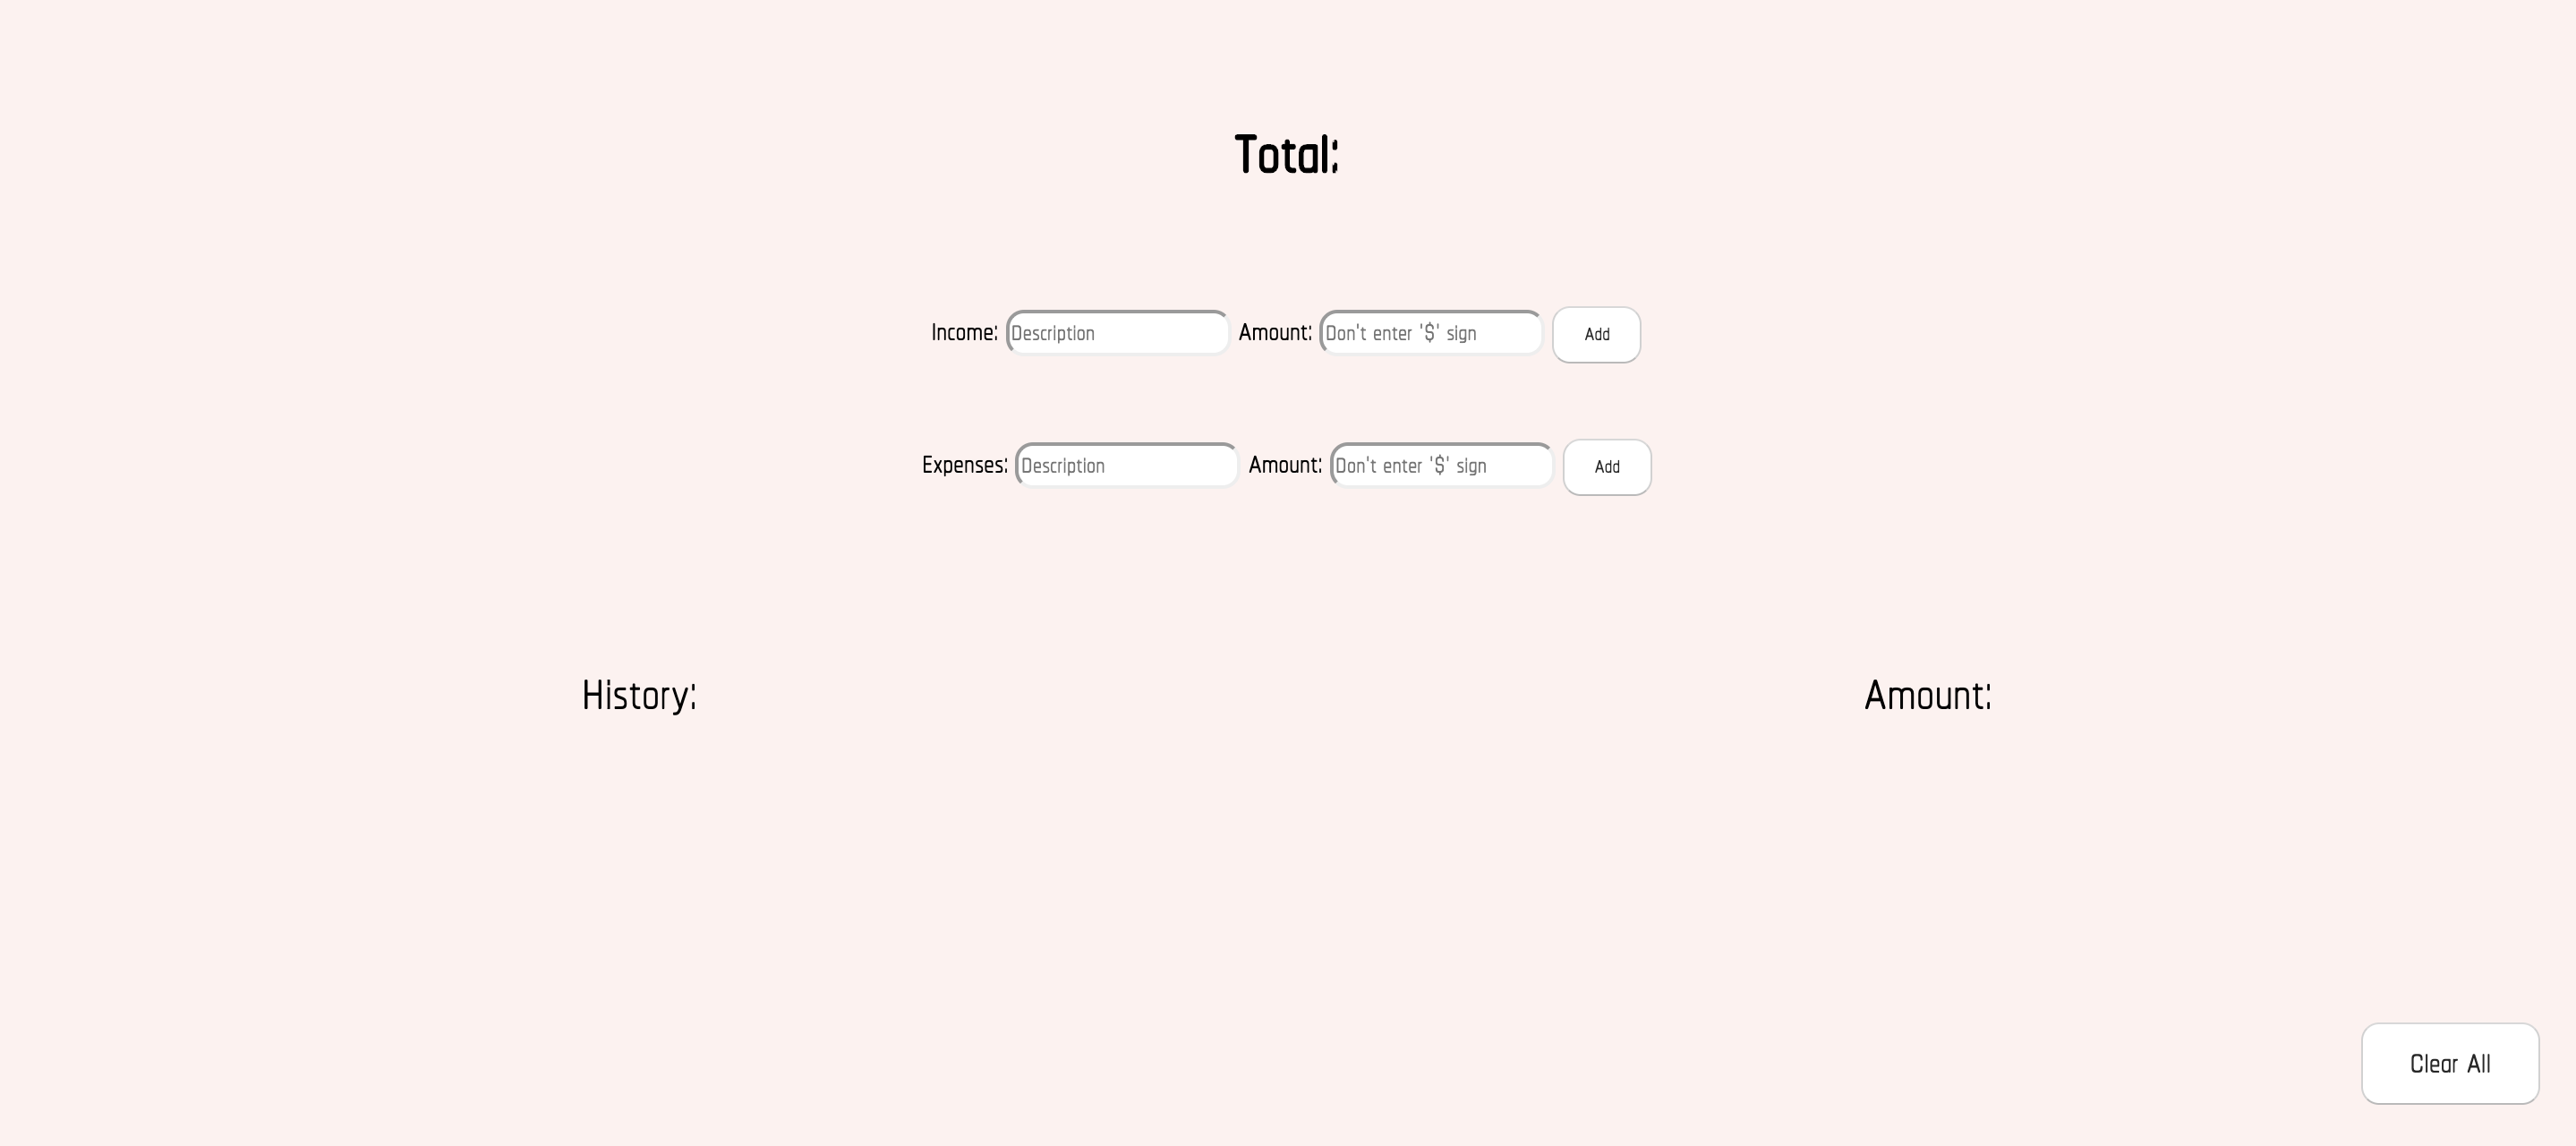 Total:
Income: Description Amount: Don't enter '$' sign Add
Expenses: Description Amount: Don't enter '$' sign Add
History: Amount:
Clear All